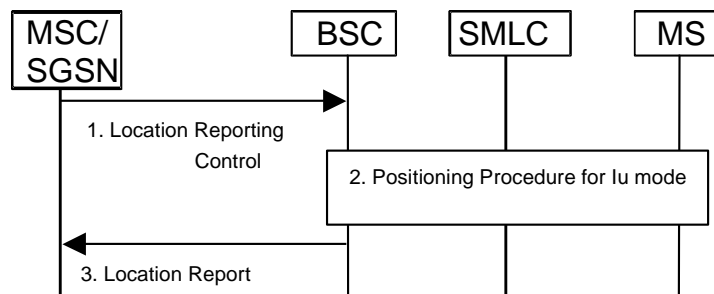 MSC/
SGSN
BSC
SMLC
MS
1. Location Reporting
Control
2. Positioning Procedure for Iu mode
3. Location Report